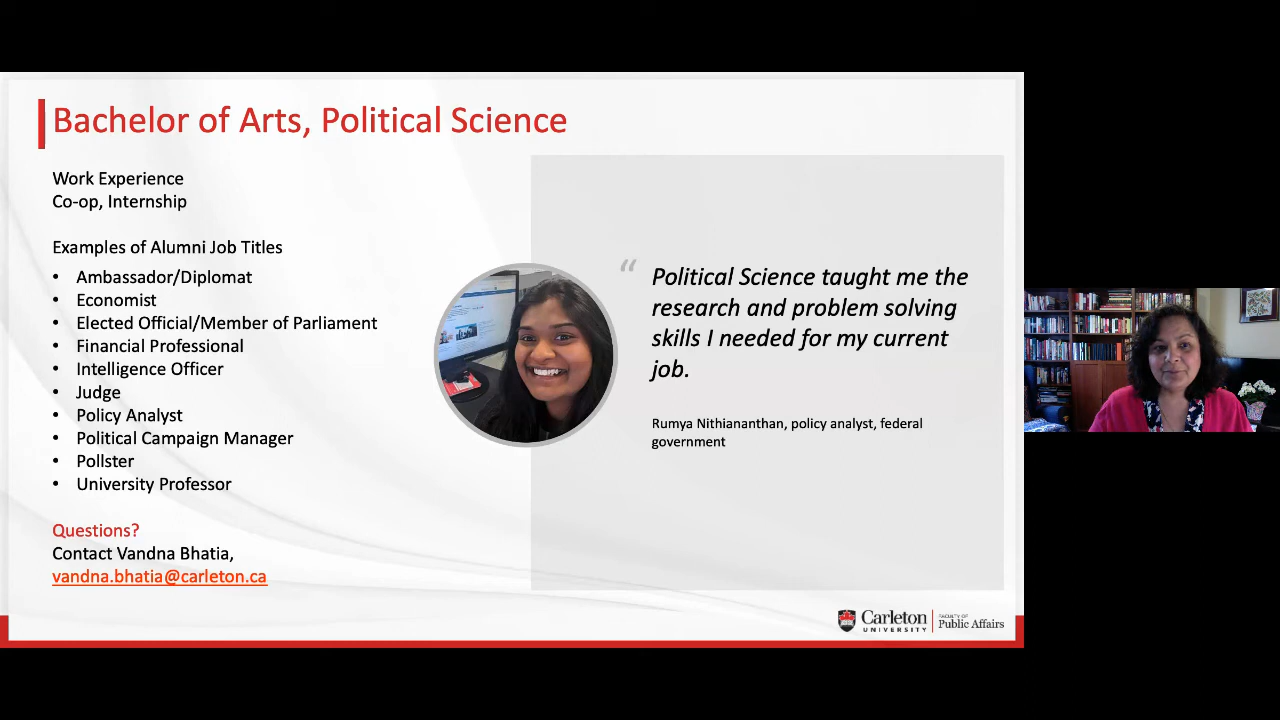 Bachelor of Arts, Political Science
Work Experience
Co-op, Internship
Examples of Alumni Job Titles
• Ambassador/Diplomat
• Economist
• Elected Official/Member of Parliament
• Financial Professional
• Intelligence Officer
• Judge
• Policy Analyst
• Political Campaign Manager
• Pollster
• University Professor
Questions?
Contact Vandna Bhatia,
vandna.bhatia@carleton.ca
“ Political Science taught me the
research and problem solving
skills I needed for my current
job.
Rumya Nithiananthan, policy analyst, federal
government
Carleton
UNIVERSITY
FACULTY OF
Public Affairs